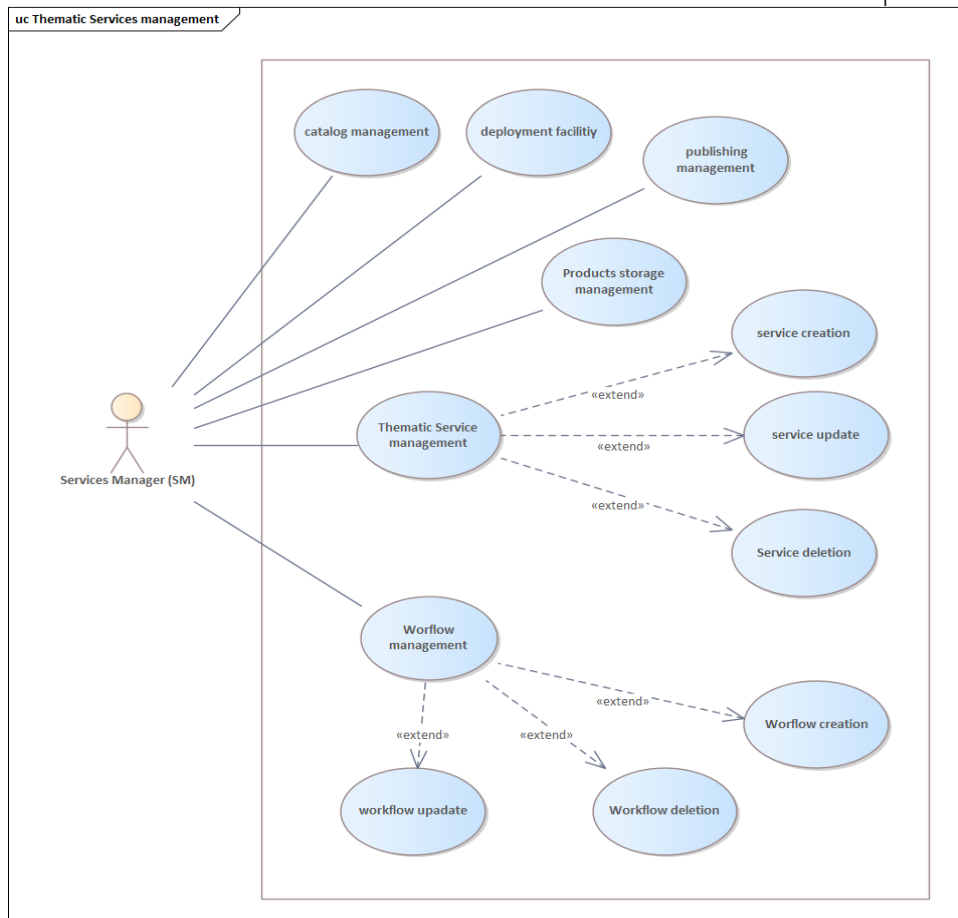 uc Thematic Services management
catalog management
deployment facilitiy
publishing
management
Products storage
management
service creation
«extend»
Thematic Service
management
service update
«extend»
Services Manager (SM)
«extend»
Service deletion
Worflow
management
«extend»
Worflow creation
«extend»
«extend»
workflow upadate
Workflow deletion